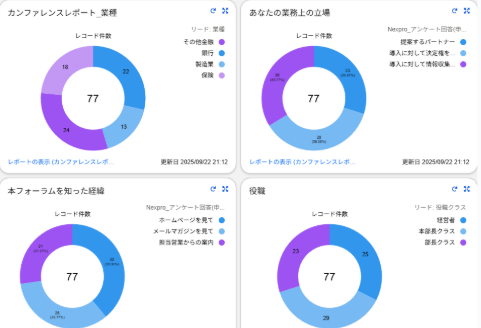 カンファレンスレポート_業種
レコード件数
リード: 業種
その他金融
銀行
製造業
保険
18
22
77
24
13
レポートの表示 (カンファレンスレポ...
更新日 2025/09/22 21:12
あなたの業務上の立場
Nexpro_アンケート回答(申...
レコード件数
提案するパートナー
導入に対して決定権を...
導入に対して情報収集...
77
レポートの表示 (カンファレンスレポ...
更新日 2025/09/22 21:12
本フォーラムを知った経緯
Nexpro_アンケート回答(申...
レコード件数
ホームページを見て
メールマガジンを見て
担当営業からの案内
77
役職
リード: 役職クラス
レコード件数
経営者
本部長クラス
部長クラス
23
25
77
29